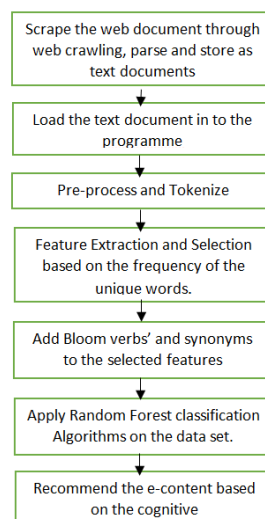 Scrape the web document through
web crawling, parse and store as
text documents
Load the text document in to the
programme
Pre-process and Tokenize
Feature Extraction and Selection
based on the frequency of the
unique words.
Add Bloom verbs’ and synonyms
to the selected features
Apply Random Forest classification
Algorithms on the data set.
Recommend the e-content based
on the cognitive